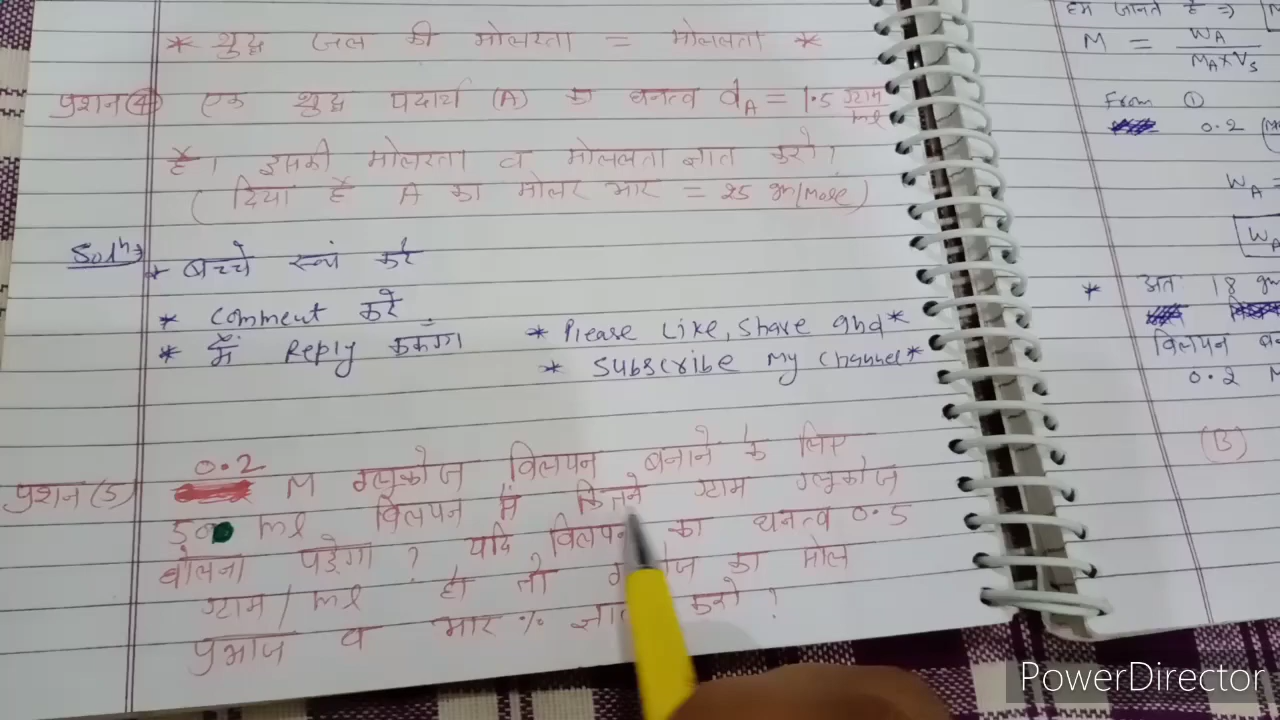 * शुद्ध जल की मोलरता = मोललता *
प्रशन (4) एक शुद्ध पदार्थ (A) का घनत्व dA = 1.5 ग्राम/ml
है। इसकी मोलरता व मोललता ज्ञात करो?
(दिया है A का मोलर भार = 25 gm/mole)
Solⁿ⇒ * बच्चे स्वं करे
* Comment करे
* मैं Reply करूंगा * Please Like, Share and *
* Subscribe My Channel *
प्रशन (5) 0.2 M ग्लूकोज विलयन बनाने के लिए
500 ml विलयन में कितने ग्राम ग्लूकोज
घोलना पड़ेगा? यदि विलयन का घनत्व 0.5
ग्राम/ml हो तो का मोल
प्रभाज व भार % करो?
हम जानते है ⇒
M = WA / MA × Vs
From ①
0.2
WA =
WA
* अतः 18 gm
विलयन
0.2 M
(B)
PowerDirector